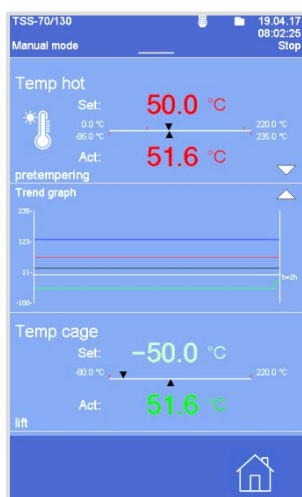 TSS-70/130 19.04.17
08:02:25
Manual mode Stop
Temp hot
Set: 50.0 °C
0.0 °C 220.0 °C
-85.0 °C 235.0 °C
Act: 51.6 °C
pretempering
Trend graph
235-
123-
11-
t=2h
-100-
Temp cage
Set: -50.0 °C
-80.0 °C 220.0 °C
Act: 51.6 °C
lift